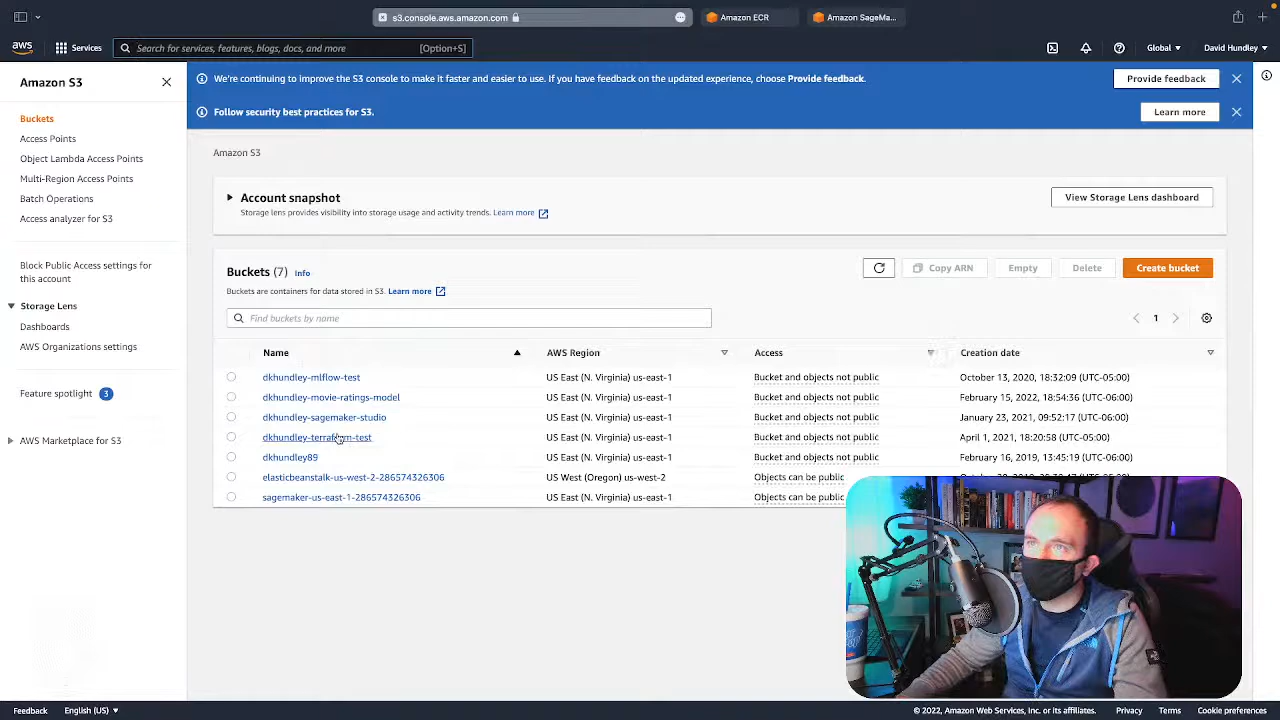 s3.console.aws.amazon.com
Amazon ECR
Amazon SageMa...
aws
Services
Search for services, features, blogs, docs, and more
[Option+S]
Global
David Hundley
Amazon S3
Buckets
Access Points
Object Lambda Access Points
Multi-Region Access Points
Batch Operations
Access analyzer for S3
Block Public Access settings for
this account
Storage Lens
Dashboards
AWS Organizations settings
Feature spotlight 3
AWS Marketplace for S3
We're continuing to improve the S3 console to make it faster and easier to use. If you have feedback on the updated experience, choose Provide feedback.
Provide feedback
Follow security best practices for S3.
Learn more
Amazon S3
Account snapshot
Storage lens provides visibility into storage usage and activity trends. Learn more
View Storage Lens dashboard
Buckets (7) Info
Buckets are containers for data stored in S3. Learn more
Copy ARN
Empty
Delete
Create bucket
Find buckets by name
1
Name AWS Region Access Creation date
dkhundley-mlflow-test US East (N. Virginia) us-east-1 Bucket and objects not public October 13, 2020, 18:32:09 (UTC-05:00)
dkhundley-movie-ratings-model US East (N. Virginia) us-east-1 Bucket and objects not public February 15, 2022, 18:54:36 (UTC-06:00)
dkhundley-sagemaker-studio US East (N. Virginia) us-east-1 Bucket and objects not public January 23, 2021, 09:52:17 (UTC-06:00)
dkhundley-terraform-test US East (N. Virginia) us-east-1 Bucket and objects not public April 1, 2021, 18:20:58 (UTC-05:00)
dkhundley89 US East (N. Virginia) us-east-1 Bucket and objects not public February 16, 2019, 13:45:19 (UTC-06:00)
elasticbeanstalk-us-west-2-286574326306 US West (Oregon) us-west-2 Objects can be public
sagemaker-us-east-1-286574326306 US East (N. Virginia) us-east-1 Objects can be public
Feedback
English (US)
© 2022, Amazon Web Services, Inc. or its affiliates.
Privacy
Terms
Cookie preferences